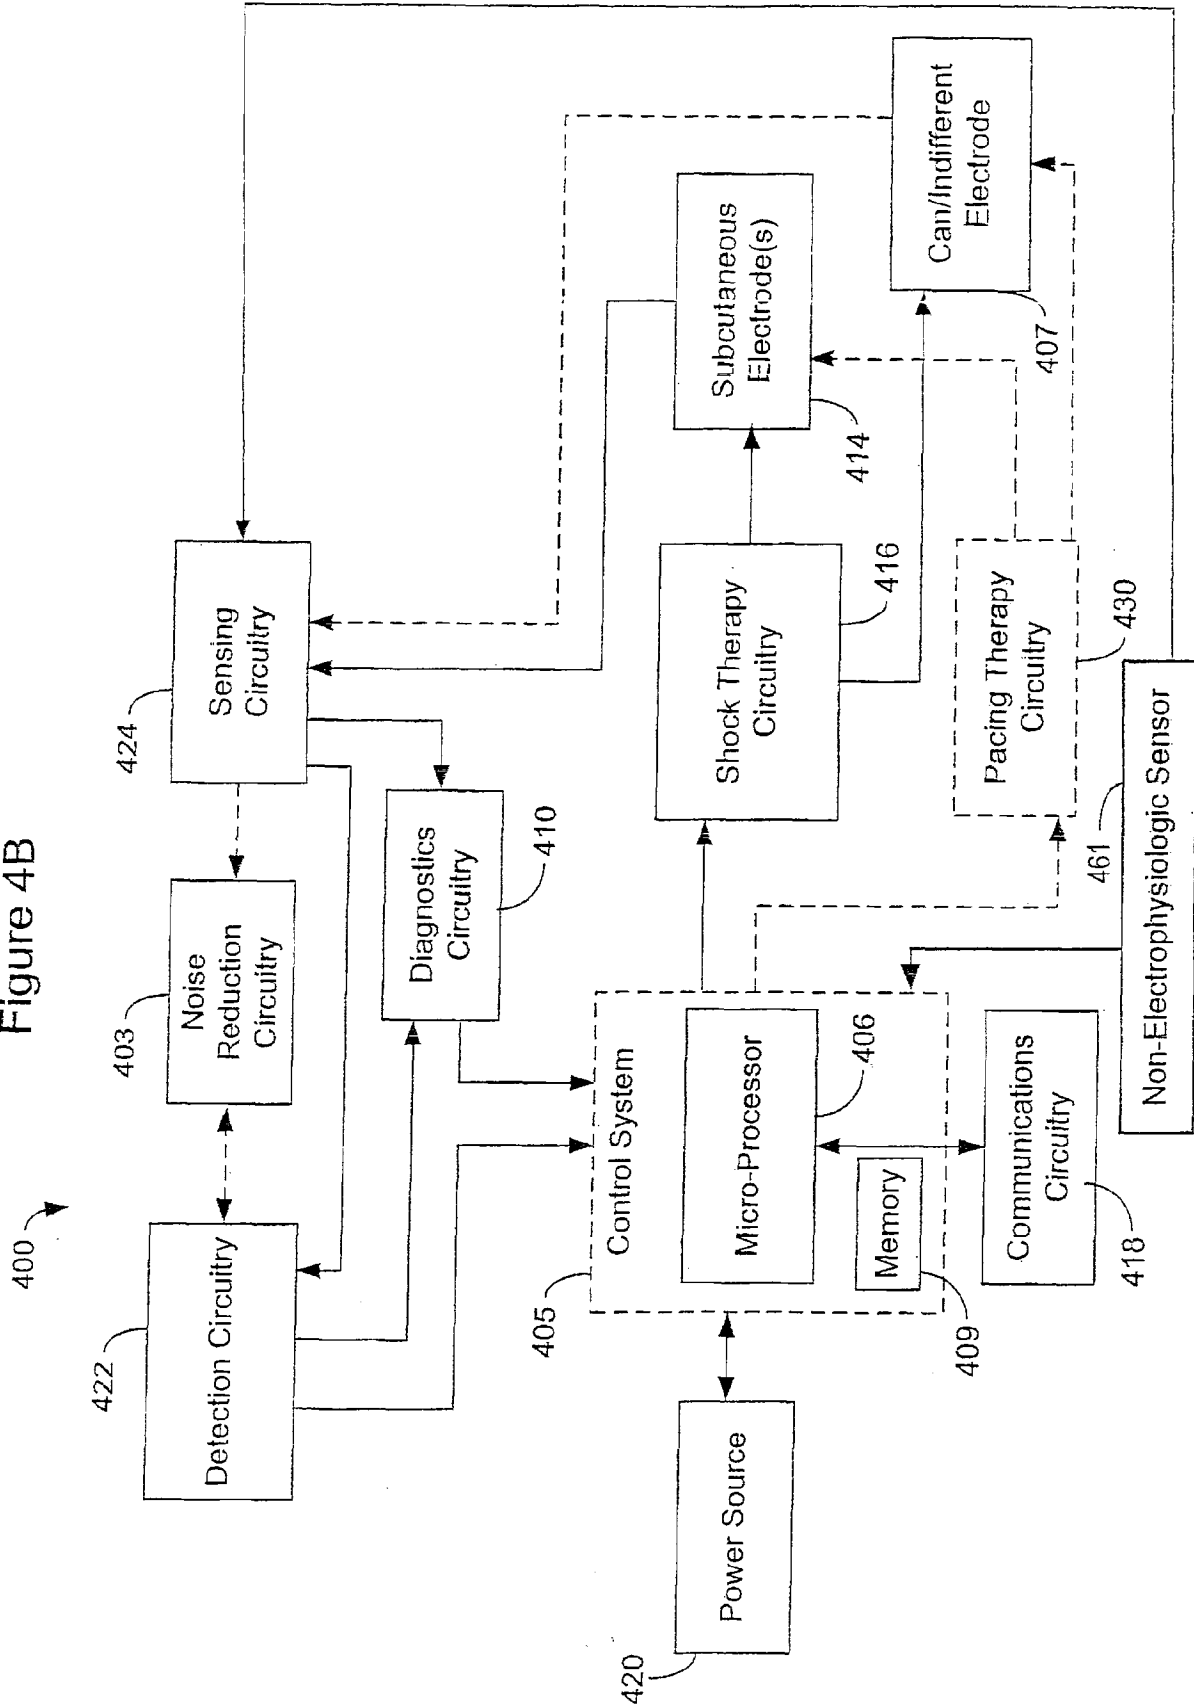 Figure 4B
400
422
Detection Circuitry
403
Noise
Reduction
Circuitry
424
Sensing
Circuitry
Diagnostics
Circuitry
410
405
Control System
Micro-Processor
406
Memory
409
420
Power Source
Communications
Circuitry
418
Shock Therapy
Circuitry
416
Subcutaneous
Electrode(s)
414
Can/Indifferent
Electrode
407
Pacing Therapy
Circuitry
430
461
Non-Electrophysiologic Sensor